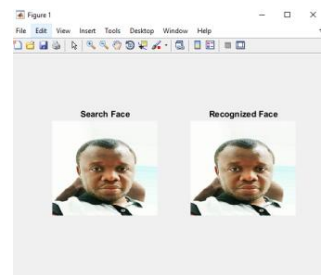 Figure 1
File Edit View Insert Tools Desktop Window Help
Search Face Recognized Face